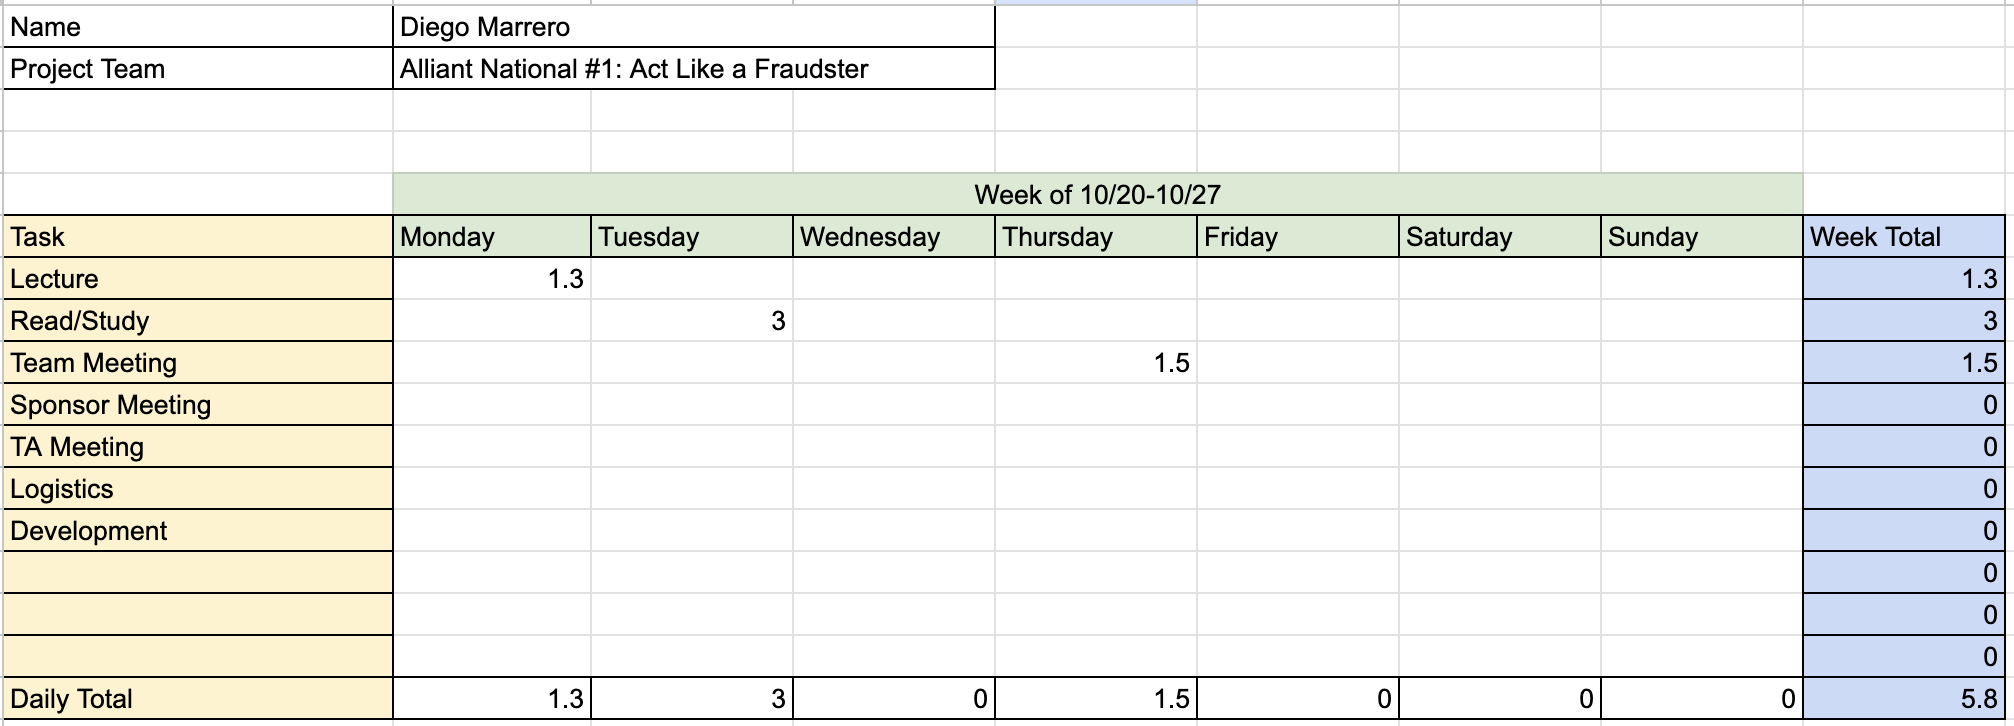 Name Diego Marrero
Project Team Alliant National #1: Act Like a Fraudster
Week of 10/20-10/27
Task Monday Tuesday Wednesday Thursday Friday Saturday Sunday Week Total
Lecture 1.3 1.3
Read/Study 3 3
Team Meeting 1.5 1.5
Sponsor Meeting 0
TA Meeting 0
Logistics 0
Development 0
0
0
0
Daily Total 1.3 3 0 1.5 0 0 0 5.8